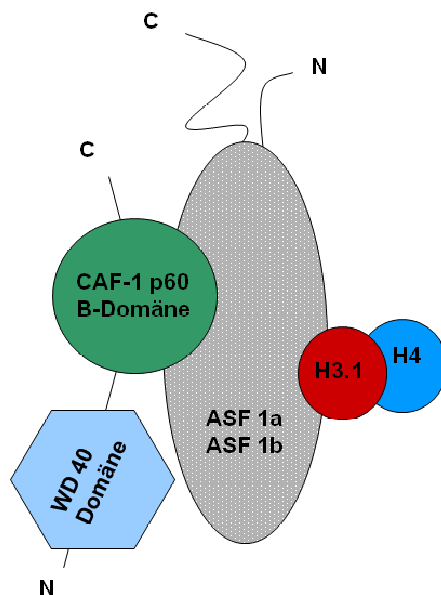 C
N
C
CAF-1 p60
B-Domäne
H3.1
H4
ASF 1a
ASF 1b
WD 40
Domäne
N